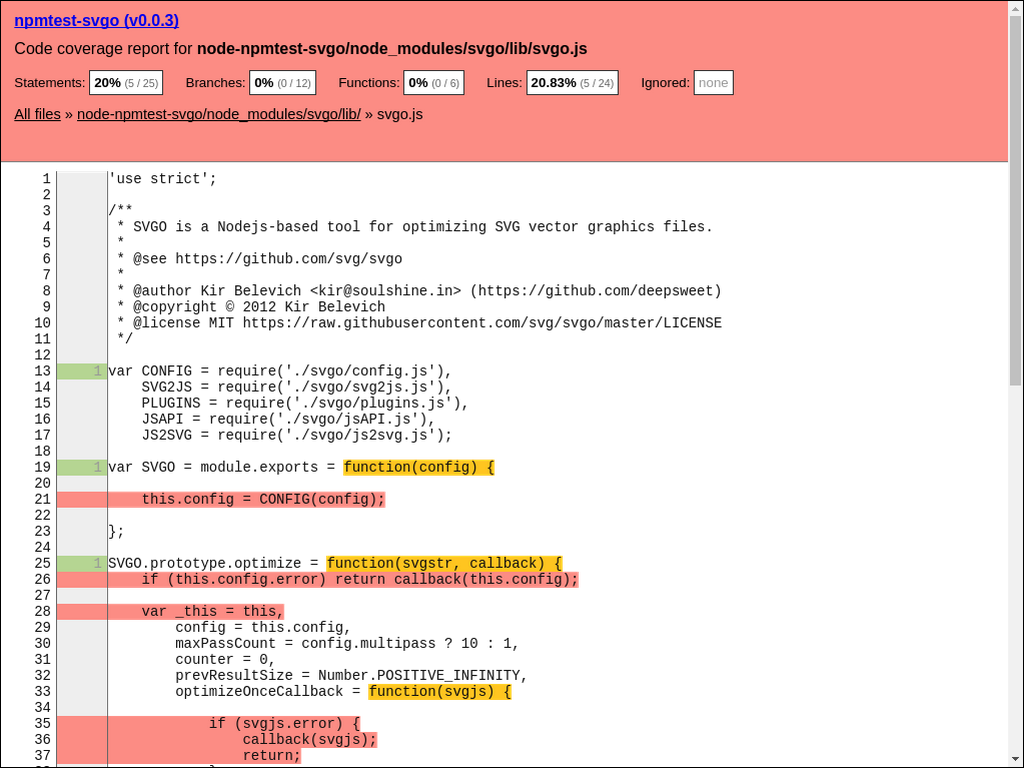 npmtest-svgo (v0.0.3)
Code coverage report for node-npmtest-svgo/node_modules/svgo/lib/svgo.js
Statements: 20% (5 / 25) Branches: 0% (0 / 12) Functions: 0% (0 / 6) Lines: 20.83% (5 / 24) Ignored: none
All files » node-npmtest-svgo/node_modules/svgo/lib/ » svgo.js
1 'use strict';
2
3 /**
4 * SVGO is a Nodejs-based tool for optimizing SVG vector graphics files.
5 *
6 * @see https://github.com/svg/svgo
7 *
8 * @author Kir Belevich <kir@soulshine.in> (https://github.com/deepsweet)
9 * @copyright © 2012 Kir Belevich
10 * @license MIT https://raw.githubusercontent.com/svg/svgo/master/LICENSE
11 */
12
13 1 var CONFIG = require('./svgo/config.js'),
14 SVG2JS = require('./svgo/svg2js.js'),
15 PLUGINS = require('./svgo/plugins.js'),
16 JSAPI = require('./svgo/jsAPI.js'),
17 JS2SVG = require('./svgo/js2svg.js');
18
19 1 var SVGO = module.exports = function(config) {
20
21 this.config = CONFIG(config);
22
23 };
24
25 1 SVGO.prototype.optimize = function(svgstr, callback) {
26 if (this.config.error) return callback(this.config);
27
28 var _this = this,
29 config = this.config,
30 maxPassCount = config.multipass ? 10 : 1,
31 counter = 0,
32 prevResultSize = Number.POSITIVE_INFINITY,
33 optimizeOnceCallback = function(svgjs) {
34
35 if (svgjs.error) {
36 callback(svgjs);
37 return;